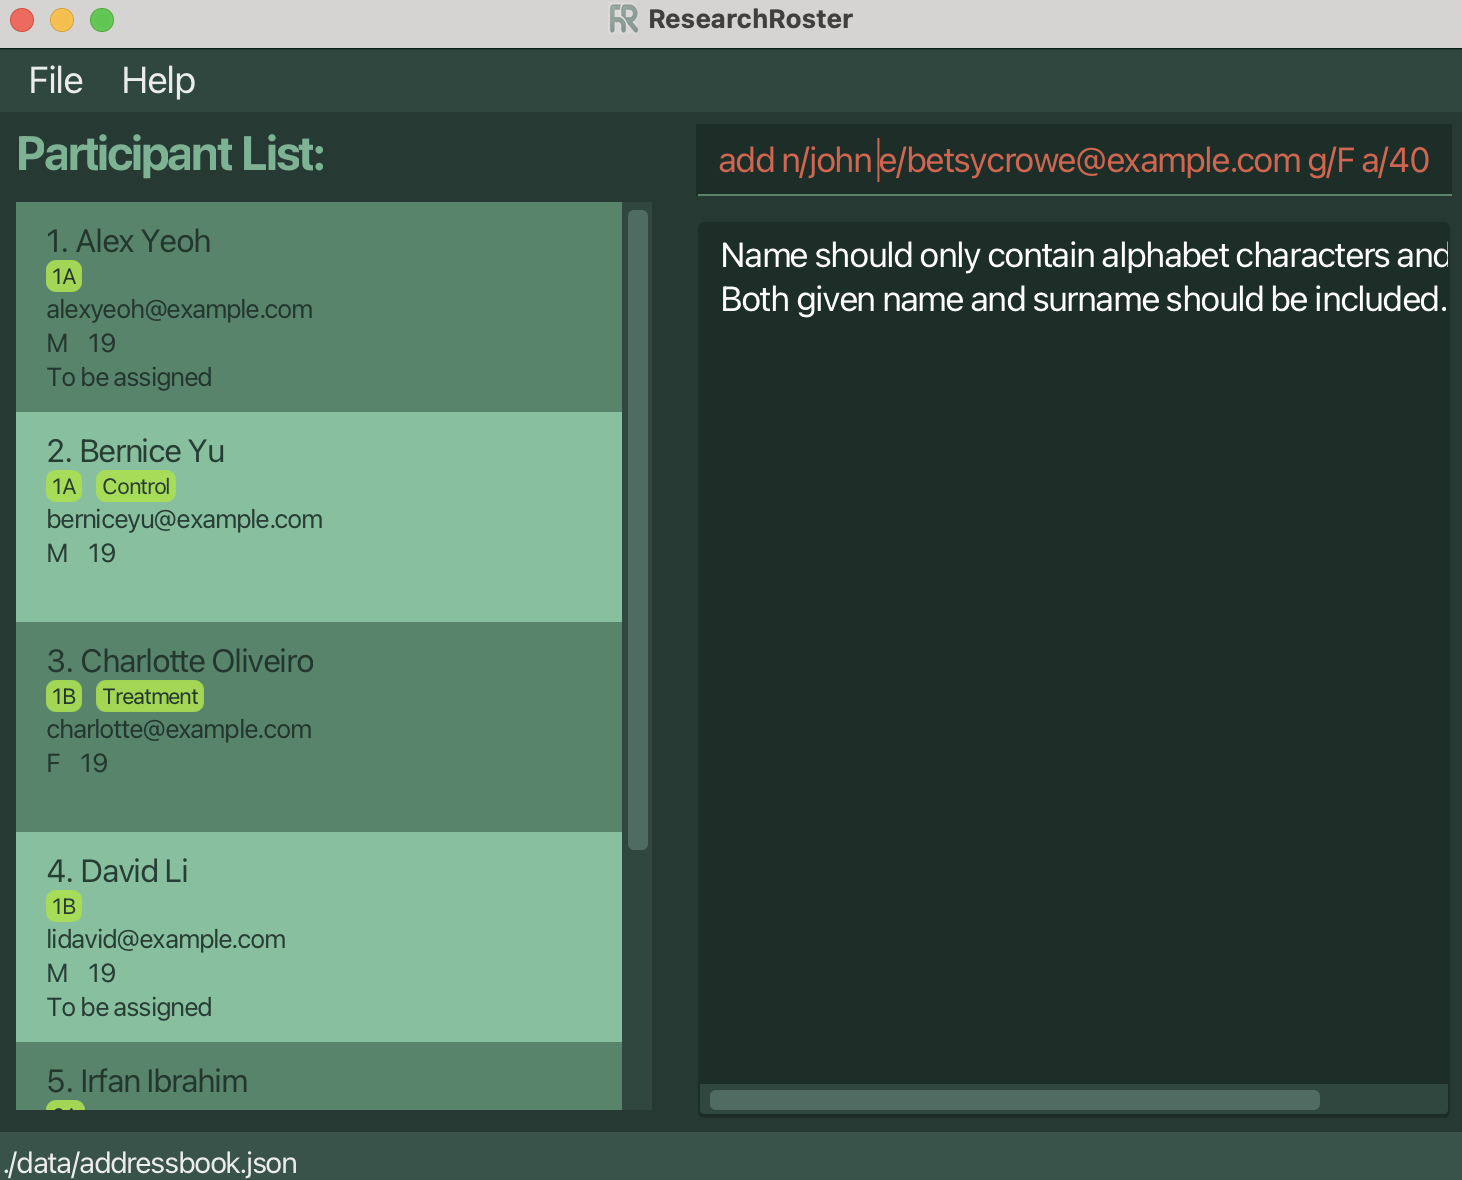 ResearchRoster
File Help
Participant List:
1. Alex Yeoh
1A
alexyeoh@example.com
M 19
To be assigned
2. Bernice Yu
1A Control
berniceyu@example.com
M 19
3. Charlotte Oliveiro
1B Treatment
charlotte@example.com
F 19
4. David Li
1B
lidavid@example.com
M 19
To be assigned
5. Irfan Ibrahim
add n/john e/betsycrowe@example.com g/F a/40
Name should only contain alphabet characters and
Both given name and surname should be included.
./data/addressbook.json